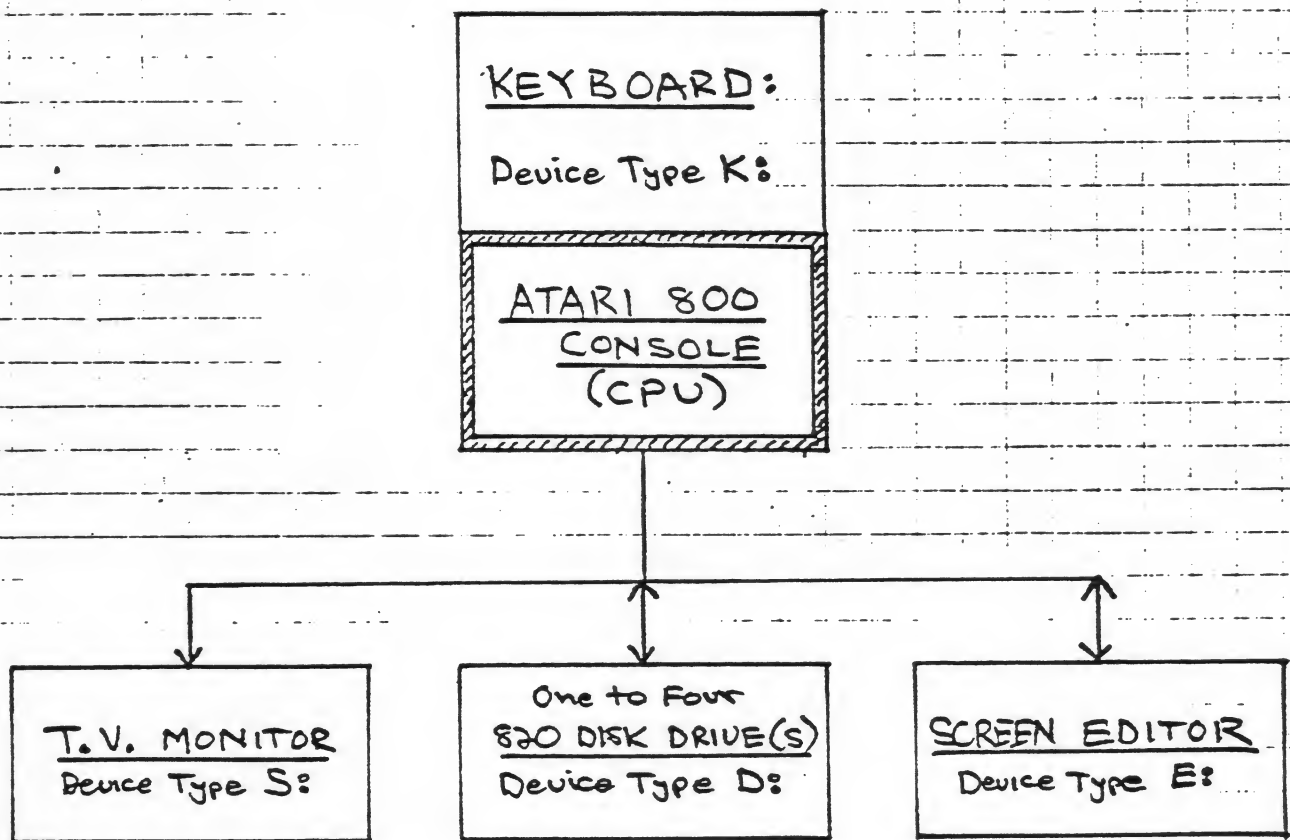 KEYBOARD:
Device Type K:
ATARI 800
CONSOLE
(CPU)
T.V. MONITOR
Device Type S:
One to Four
820 DISK DRIVE(S)
Device Type D:
SCREEN EDITOR
Device Type E: